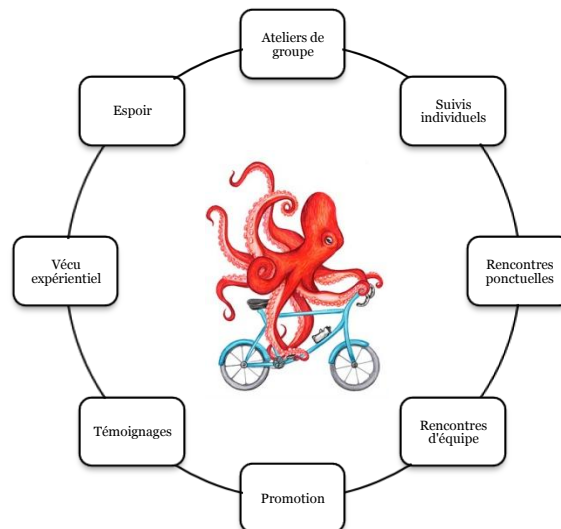 Ateliers de
groupe
Suivis
individuels
Rencontres
ponctuelles
Rencontres
d'équipe
Promotion
Témoignages
Vécu
expérientiel
Espoir